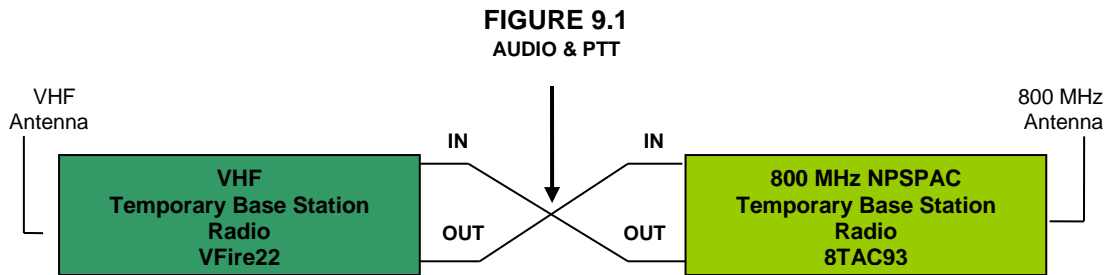 FIGURE 9.1
AUDIO & PTT
VHF
Antenna
800 MHz
Antenna
IN
IN
VHF
Temporary Base Station
Radio
VFire22
800 MHz NPSPAC
Temporary Base Station
Radio
8TAC93
OUT
OUT